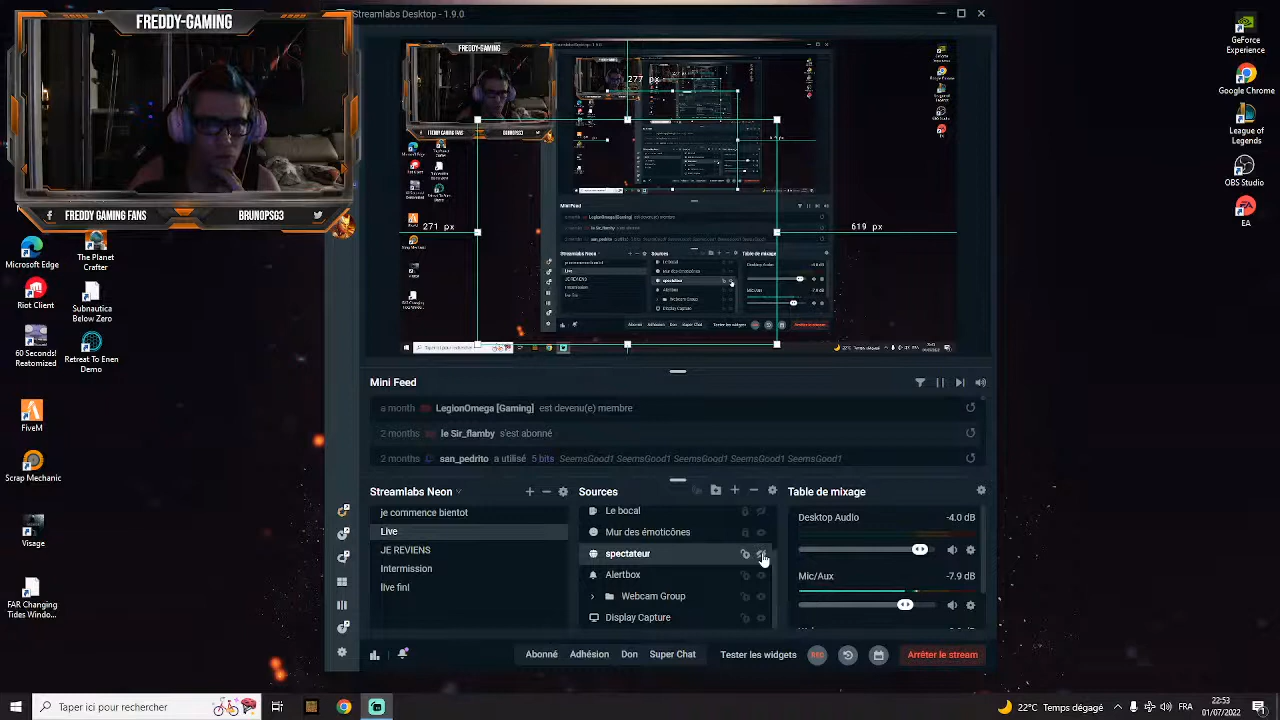 FREDDY-GAMING
FREDDY GAMING FANS
BRUNOPSG3
Streamlabs Desktop - 1.9.0
GeForce
Experience
Google Chrome
League of
Legends
OBS Studio
EA
Microsoft Edge
The Planet
Crafter
Riot Client
Subnautica
Below Zero
60 Seconds!
Reatomized
Retreat To Enen
Demo
FiveM
Scrap Mechanic
Visage
FAR Changing
Tides Window...
277 px
271 px
619 px
Mini Feed
a month LegionOmega [Gaming] est devenu(e) membre
2 months le Sir_flamby s'est abonné
2 months san_pedrito a utilisé 5 bits SeemsGood1 SeemsGood1 SeemsGood1 SeemsGood1 SeemsGood1
Streamlabs Neon
je commence bientot
Live
JE REVIENS
Intermission
live fini
Sources
Le bocal
Mur des émoticônes
spectateur
Alertbox
Webcam Group
Display Capture
Table de mixage
Desktop Audio -4.0 dB
Mic/Aux -7.9 dB
Abonné Adhésion Don Super Chat Tester les widgets REC Arrêter le stream
Taper ici pour rechercher
22°C Temps dégagé FRA 22:53
01/07/2022